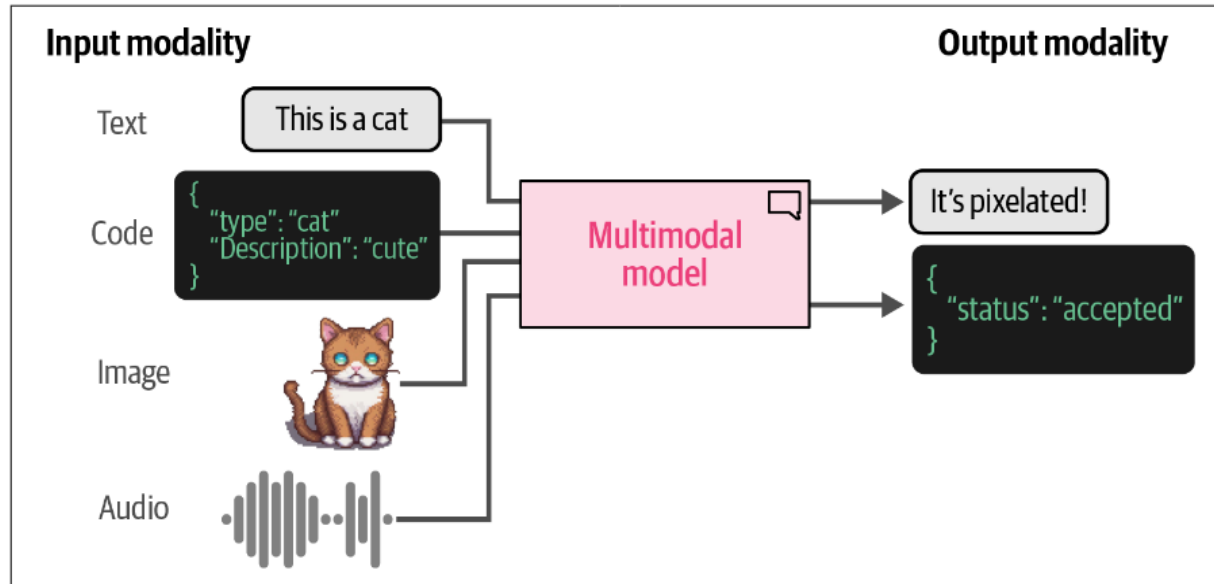 Input modality
Output modality
Text
This is a cat
Code
{
“type”: “cat”
“Description”: “cute”
}
Image
Audio
Multimodal
model
It’s pixelated!
{
“status”: “accepted”
}